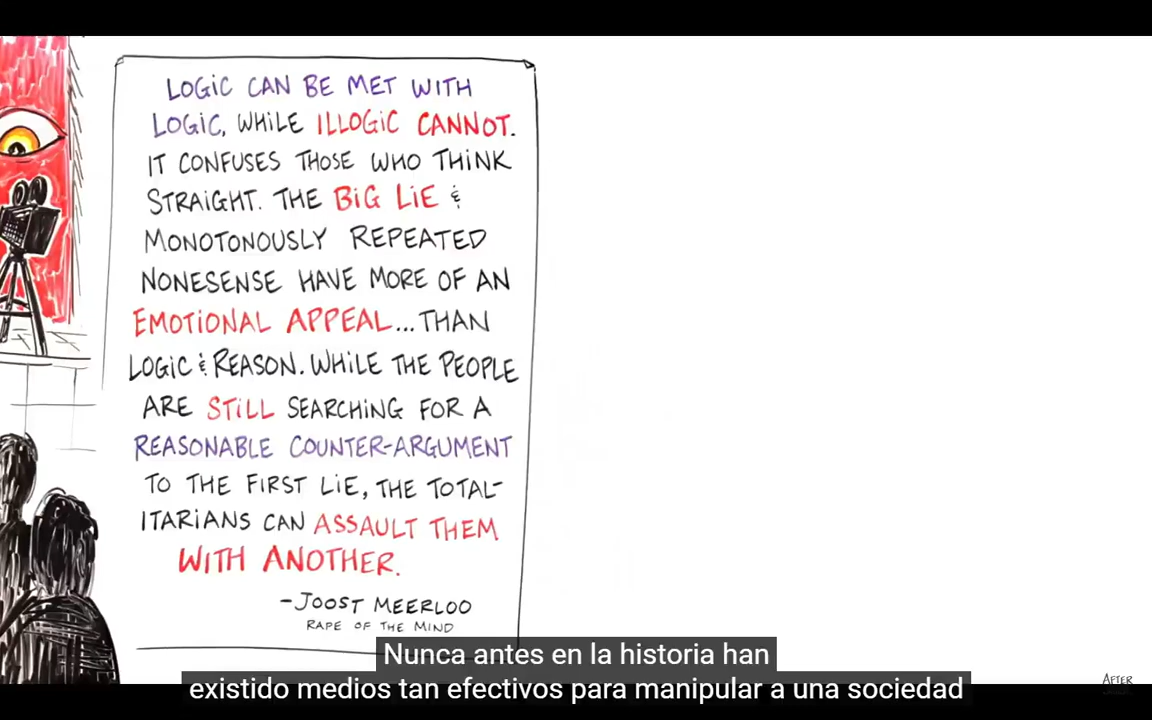 LOGIC CAN BE MET WITH
LOGIC, WHILE ILLOGIC CANNOT.
IT CONFUSES THOSE WHO THINK
STRAIGHT. THE BIG LIE &
MONOTONOUSLY REPEATED
NONESENSE HAVE MORE OF AN
EMOTIONAL APPEAL...THAN
LOGIC & REASON. WHILE THE PEOPLE
ARE STILL SEARCHING FOR A
REASONABLE COUNTER-ARGUMENT
TO THE FIRST LIE, THE TOTAL-
ITARIANS CAN ASSAULT THEM
WITH ANOTHER.
-JOOST MEERLOO
RAPE OF THE MIND
Nunca antes en la historia han
existido medios tan efectivos para manipular a una sociedad
AFTER